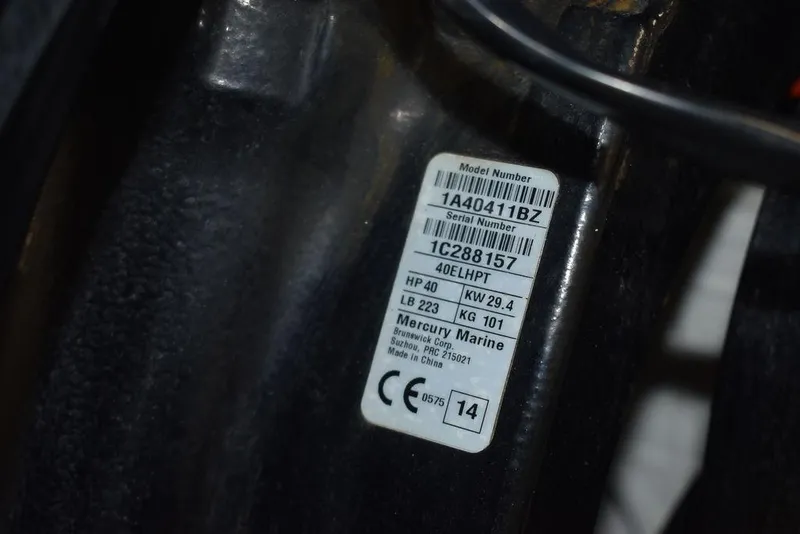 Model Number
1A40411BZ
Serial Number
1C288157
40ELHPT
HP 40 KW 29.4
LB 223 KG 101
Mercury Marine
Brunswick Corp.
Suzhou, PRC 215021
Made in China
CE 0575 14